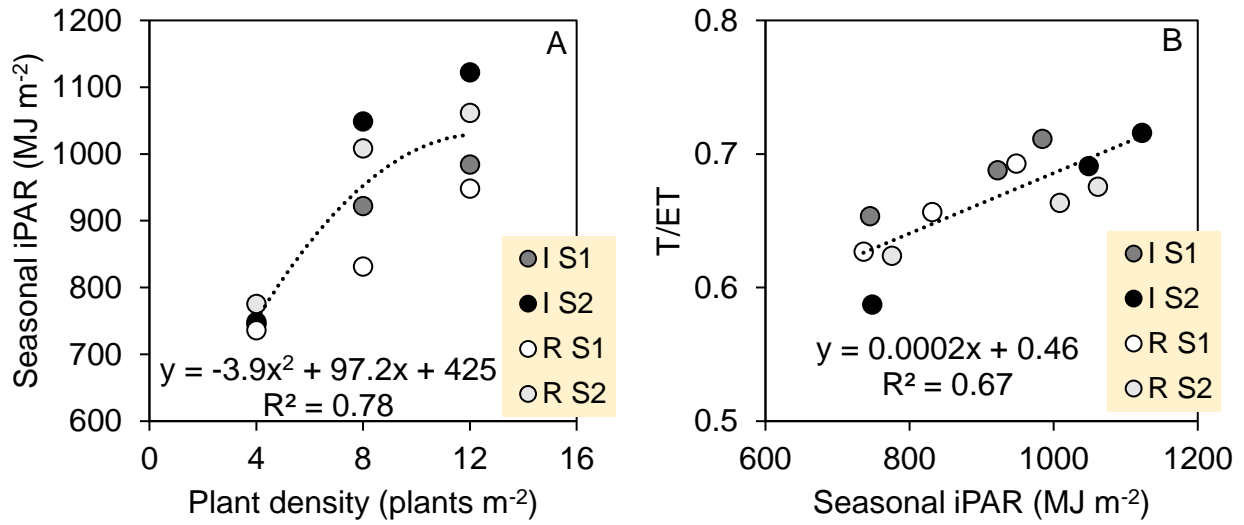 A
Seasonal iPAR (MJ m-2)
1200
1100
1000
900
800
700
600
0
4
8
12
16
Plant density (plants m-2)
y = -3.9x2 + 97.2x + 425
R² = 0.78
I S1
I S2
R S1
R S2
B
T/ET
0.8
0.7
0.6
0.5
600
800
1000
1200
Seasonal iPAR (MJ m-2)
y = 0.0002x + 0.46
R² = 0.67
I S1
I S2
R S1
R S2